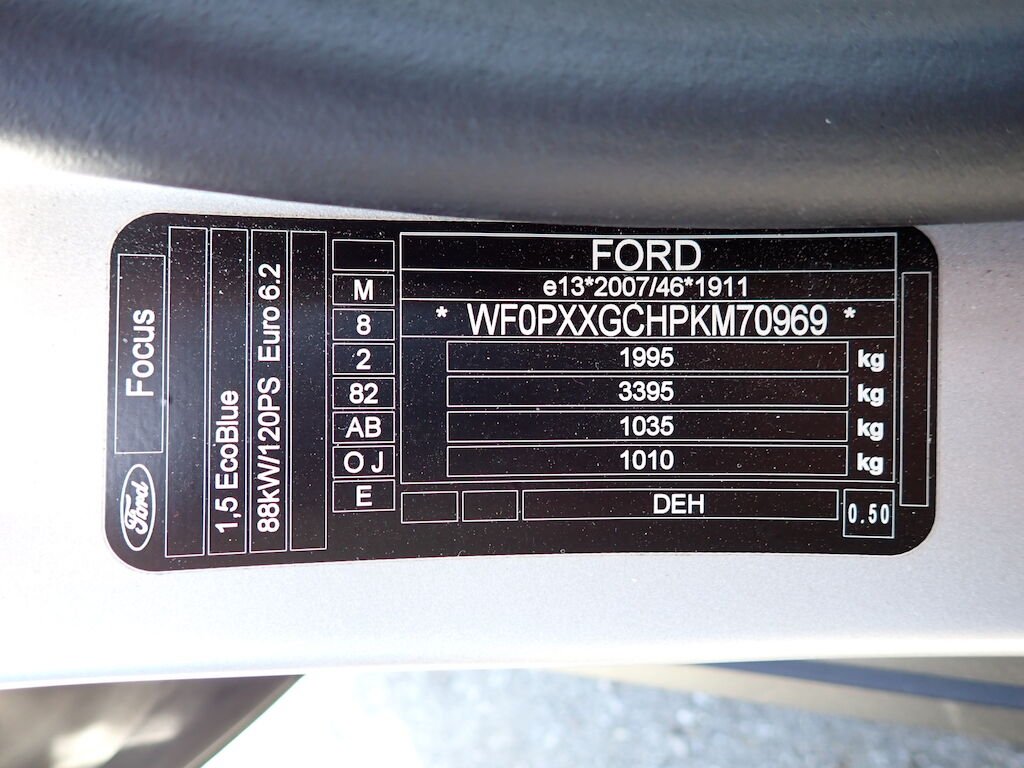 Focus
Ford
1,5 EcoBlue
88kW/120PS Euro 6.2
M
8
2
82
AB
O J
E
FORD
e13*2007/46*1911
* WF0PXXGCHPKM70969 *
1995 kg
3395 kg
1035 kg
1010 kg
DEH
0.50